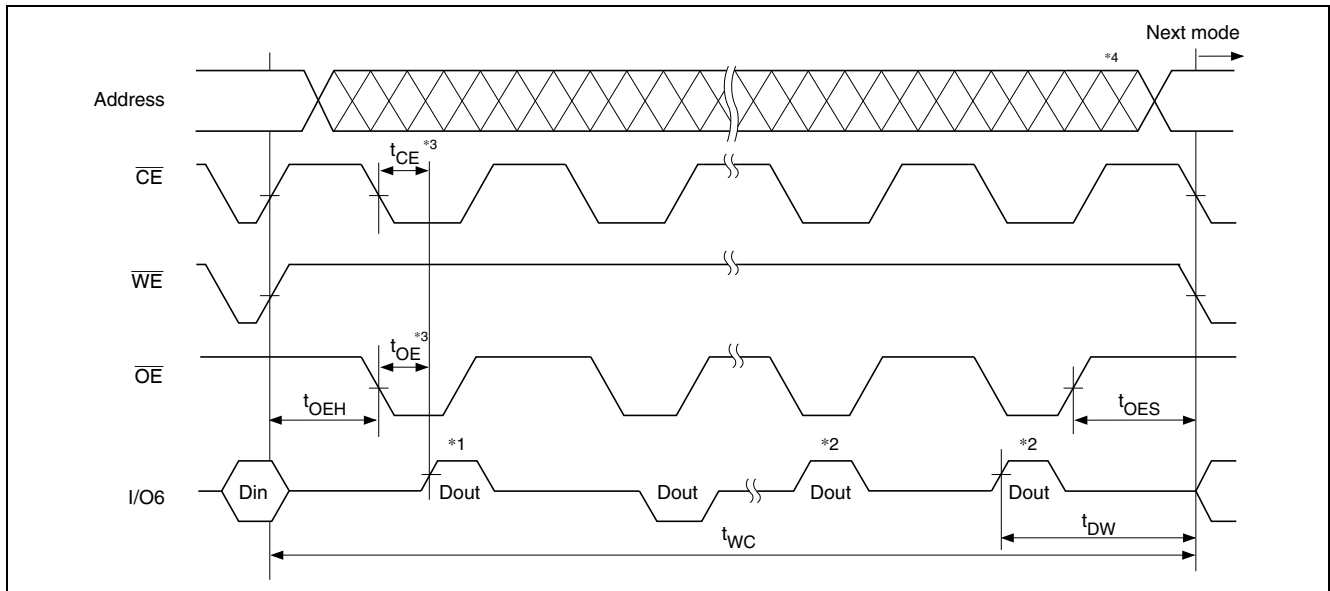 Next mode
*4
Address
tCE *3
CE
WE
tOE *3
OE
tOEH
tOES
*1
*2
*2
I/O6
Din
Dout
Dout
Dout
Dout
tWC
tDW